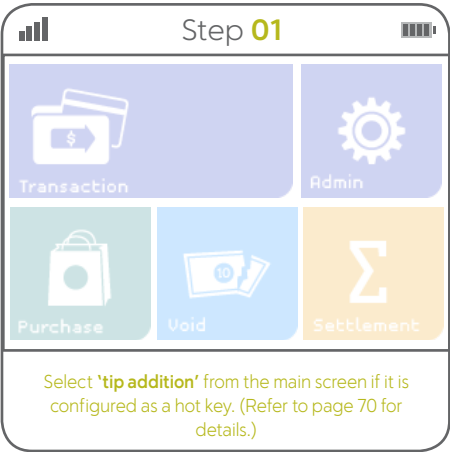 Step 01
$
Transaction
Admin
10
Purchase
Void
Settlement
Select ‘tip addition’ from the main screen if it is
configured as a hot key. (Refer to page 70 for
details.)